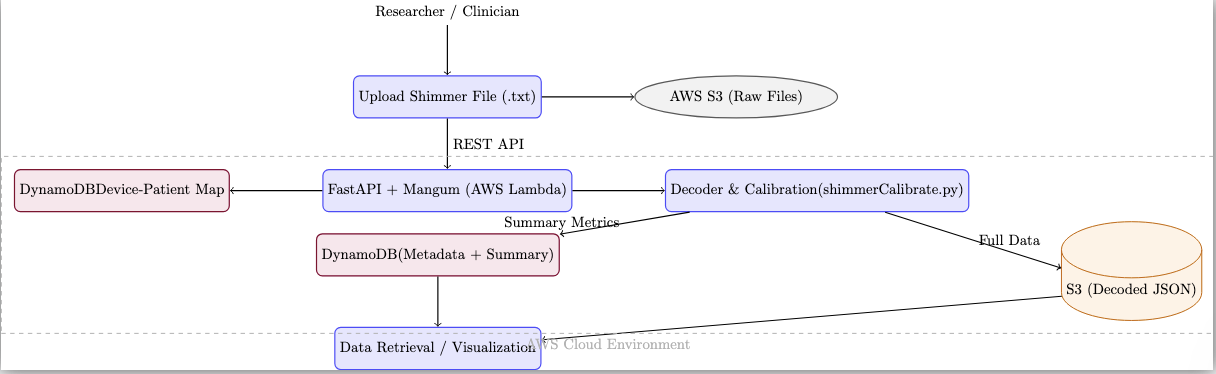 Researcher / Clinician
Upload Shimmer File (.txt)
AWS S3 (Raw Files)
REST API
DynamoDBDevice-Patient Map
FastAPI + Mangum (AWS Lambda)
Decoder & Calibration(shimmerCalibrate.py)
Summary Metrics
Full Data
DynamoDB(Metadata + Summary)
S3 (Decoded JSON)
Data Retrieval / Visualization
AWS Cloud Environment